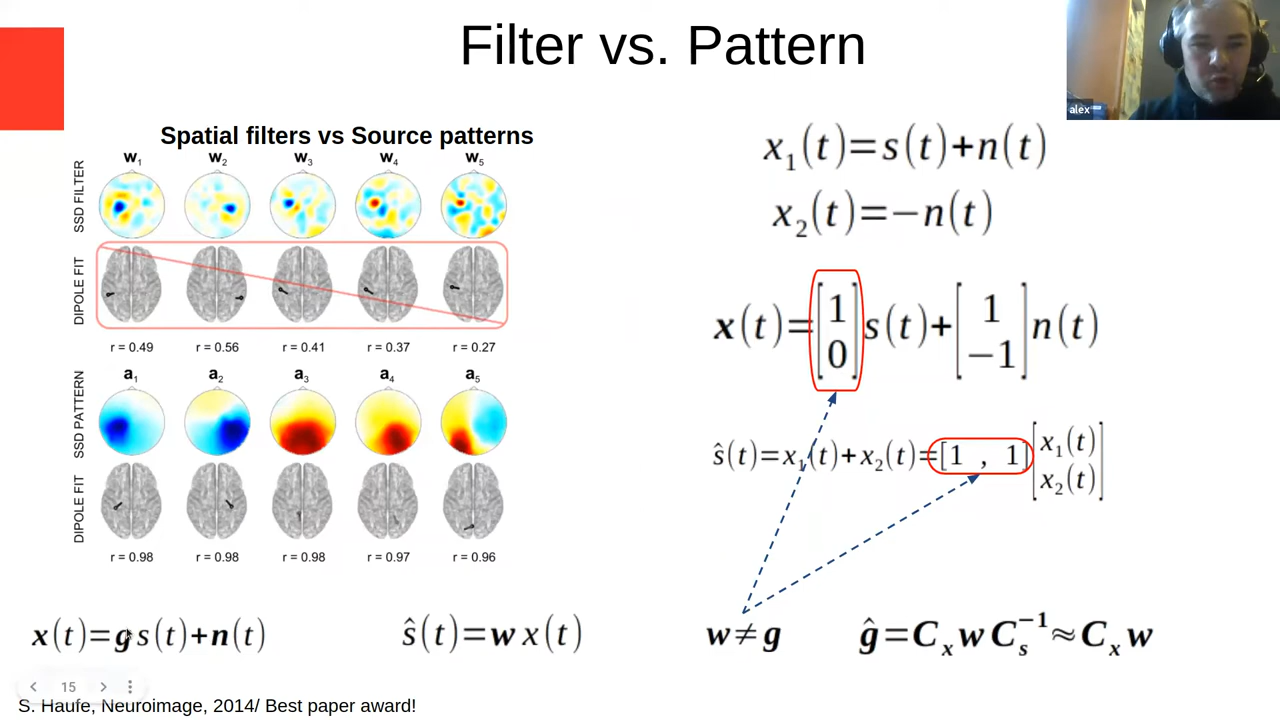 Filter vs. Pattern
alex
Spatial filters vs Source patterns
w₁ w₂ w₃ w₄ w₅
SSD FILTER
DIPOLE FIT
r = 0.49 r = 0.56 r = 0.41 r = 0.37 r = 0.27
a₁ a₂ a₃ a₄ a₅
SSD PATTERN
DIPOLE FIT
r = 0.98 r = 0.98 r = 0.98 r = 0.97 r = 0.96
x(t)=g s(t)+n(t)
ŝ(t)=w x(t)
x₁(t)=s(t)+n(t)
x₂(t)=−n(t)
x(t)=[1 0]s(t)+[1 −1]n(t)
ŝ(t)=x₁(t)+x₂(t)=[1 , 1][x₁(t) x₂(t)]
w≠g
ĝ=Cₓ w Cₛ⁻¹≈Cₓ w
15
S. Haufe, Neuroimage, 2014/ Best paper award!